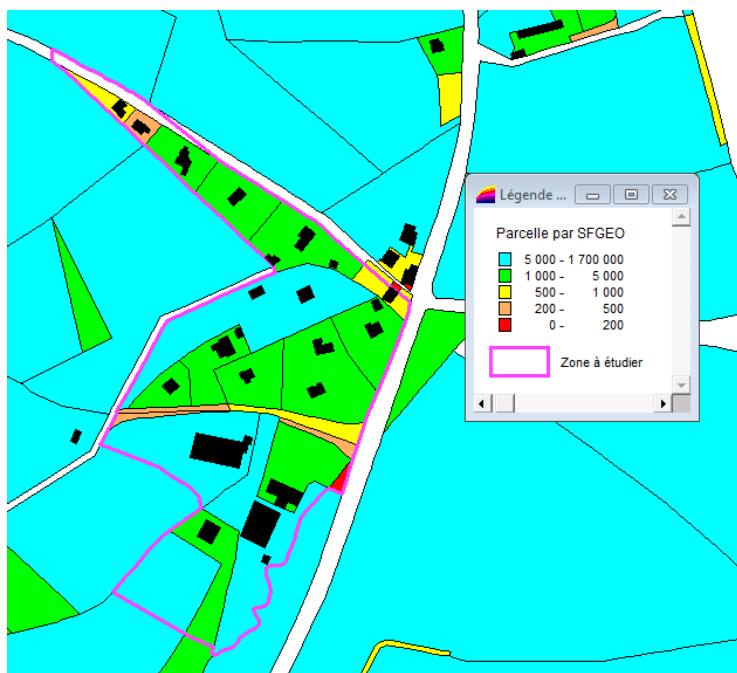 Légende ...
Parcelle par SFGEO
5 000 - 1 700 000
1 000 - 5 000
500 - 1 000
200 - 500
0 - 200
Zone à étudier